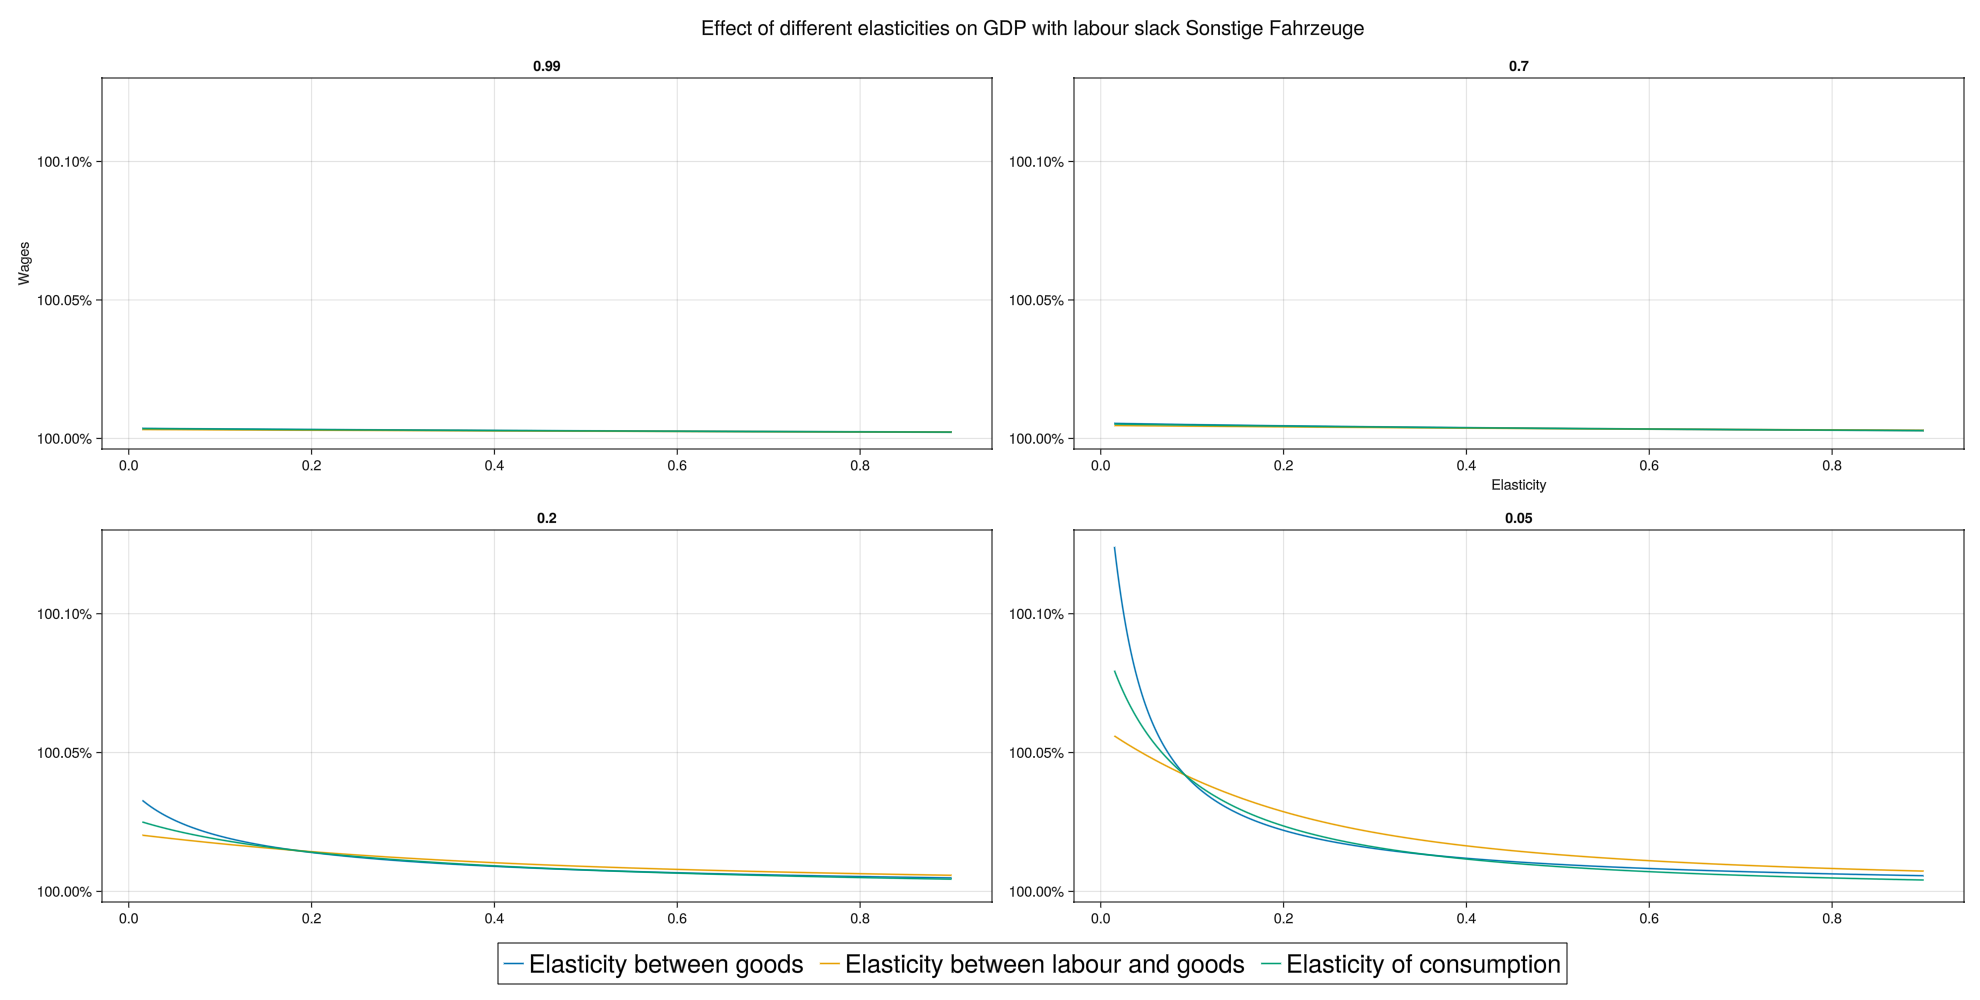 Effect of different elasticities on GDP with labour slack Sonstige Fahrzeuge
0.99
Wages
100.10%
100.05%
100.00%
0.0 0.2 0.4 0.6 0.8
0.7
100.10%
100.05%
100.00%
0.0 0.2 0.4 0.6 0.8
Elasticity
0.2
100.10%
100.05%
100.00%
0.0 0.2 0.4 0.6 0.8
0.05
100.10%
100.05%
100.00%
0.0 0.2 0.4 0.6 0.8
Elasticity between goods Elasticity between labour and goods Elasticity of consumption